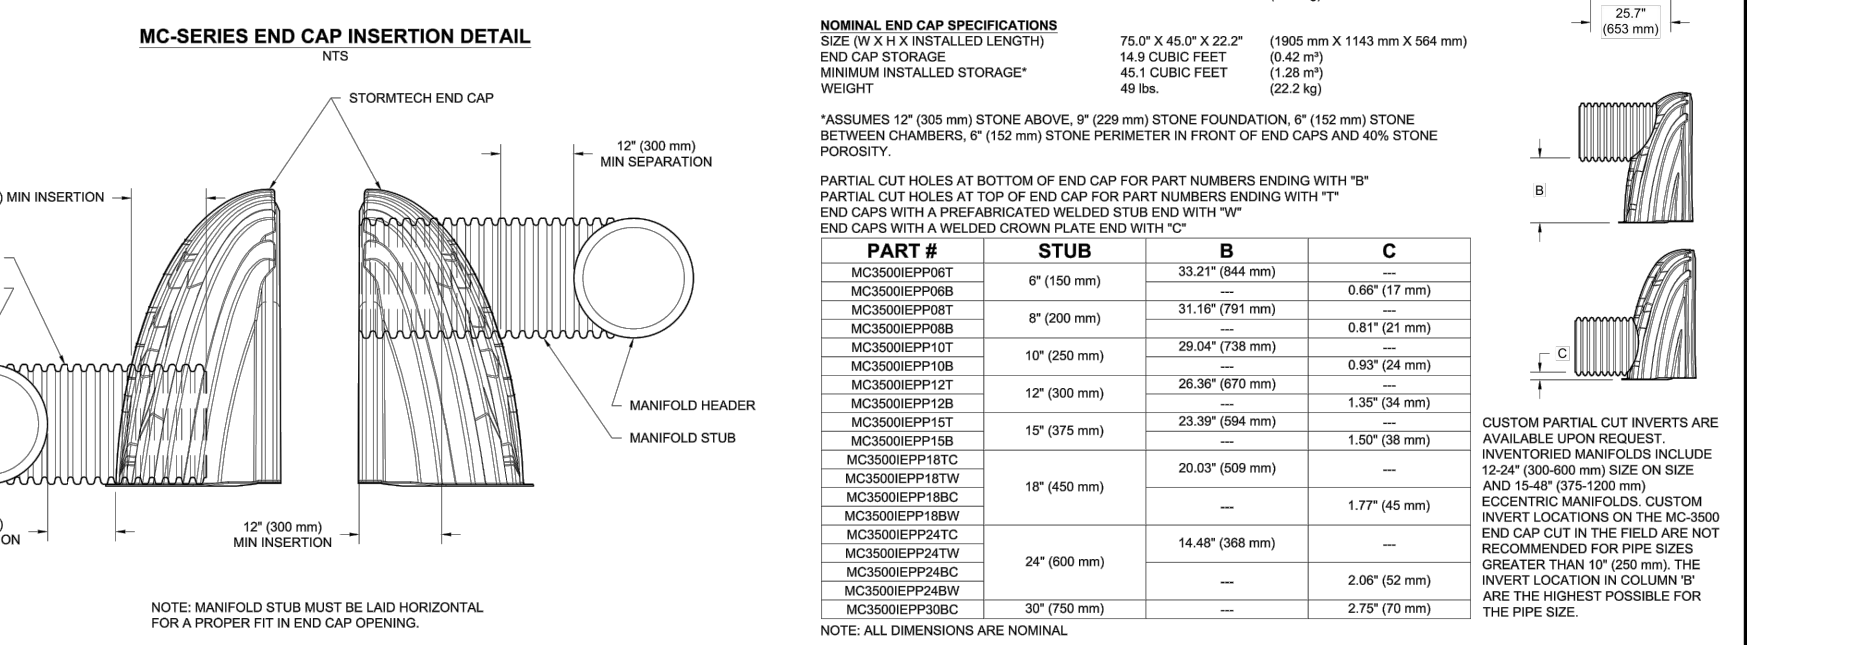 MC-SERIES END CAP INSERTION DETAIL
NTS
STORMTECH END CAP
12" (300 mm)
MIN SEPARATION
) MIN INSERTION
MANIFOLD HEADER
MANIFOLD STUB
)
ON
12" (300 mm)
MIN INSERTION
NOTE: MANIFOLD STUB MUST BE LAID HORIZONTAL
FOR A PROPER FIT IN END CAP OPENING.
NOMINAL END CAP SPECIFICATIONS
SIZE (W X H X INSTALLED LENGTH) 75.0" X 45.0" X 22.2" (1905 mm X 1143 mm X 564 mm)
END CAP STORAGE 14.9 CUBIC FEET (0.42 m³)
MINIMUM INSTALLED STORAGE* 45.1 CUBIC FEET (1.28 m³)
WEIGHT 49 lbs. (22.2 kg)
*ASSUMES 12" (305 mm) STONE ABOVE, 9" (229 mm) STONE FOUNDATION, 6" (152 mm) STONE
BETWEEN CHAMBERS, 6" (152 mm) STONE PERIMETER IN FRONT OF END CAPS AND 40% STONE
POROSITY.
PARTIAL CUT HOLES AT BOTTOM OF END CAP FOR PART NUMBERS ENDING WITH "B"
PARTIAL CUT HOLES AT TOP OF END CAP FOR PART NUMBERS ENDING WITH "T"
END CAPS WITH A PREFABRICATED WELDED STUB END WITH "W"
END CAPS WITH A WELDED CROWN PLATE END WITH "C"
PART # STUB B C
MC3500IEPP06T 6" (150 mm) 33.21" (844 mm) ---
MC3500IEPP06B --- 0.66" (17 mm)
MC3500IEPP08T 8" (200 mm) 31.16" (791 mm) ---
MC3500IEPP08B --- 0.81" (21 mm)
MC3500IEPP10T 10" (250 mm) 29.04" (738 mm) ---
MC3500IEPP10B --- 0.93" (24 mm)
MC3500IEPP12T 12" (300 mm) 26.36" (670 mm) ---
MC3500IEPP12B --- 1.35" (34 mm)
MC3500IEPP15T 15" (375 mm) 23.39" (594 mm) ---
MC3500IEPP15B --- 1.50" (38 mm)
MC3500IEPP18TC 18" (450 mm) 20.03" (509 mm) ---
MC3500IEPP18TW
MC3500IEPP18BC --- 1.77" (45 mm)
MC3500IEPP18BW
MC3500IEPP24TC 24" (600 mm) 14.48" (368 mm) ---
MC3500IEPP24TW
MC3500IEPP24BC --- 2.06" (52 mm)
MC3500IEPP24BW
MC3500IEPP30BC 30" (750 mm) --- 2.75" (70 mm)
NOTE: ALL DIMENSIONS ARE NOMINAL
25.7"
(653 mm)
B
C
CUSTOM PARTIAL CUT INVERTS ARE
AVAILABLE UPON REQUEST.
INVENTORIED MANIFOLDS INCLUDE
12-24" (300-600 mm) SIZE ON SIZE
AND 15-48" (375-1200 mm)
ECCENTRIC MANIFOLDS. CUSTOM
INVERT LOCATIONS ON THE MC-3500
END CAP CUT IN THE FIELD ARE NOT
RECOMMENDED FOR PIPE SIZES
GREATER THAN 10" (250 mm). THE
INVERT LOCATION IN COLUMN 'B'
ARE THE HIGHEST POSSIBLE FOR
THE PIPE SIZE.